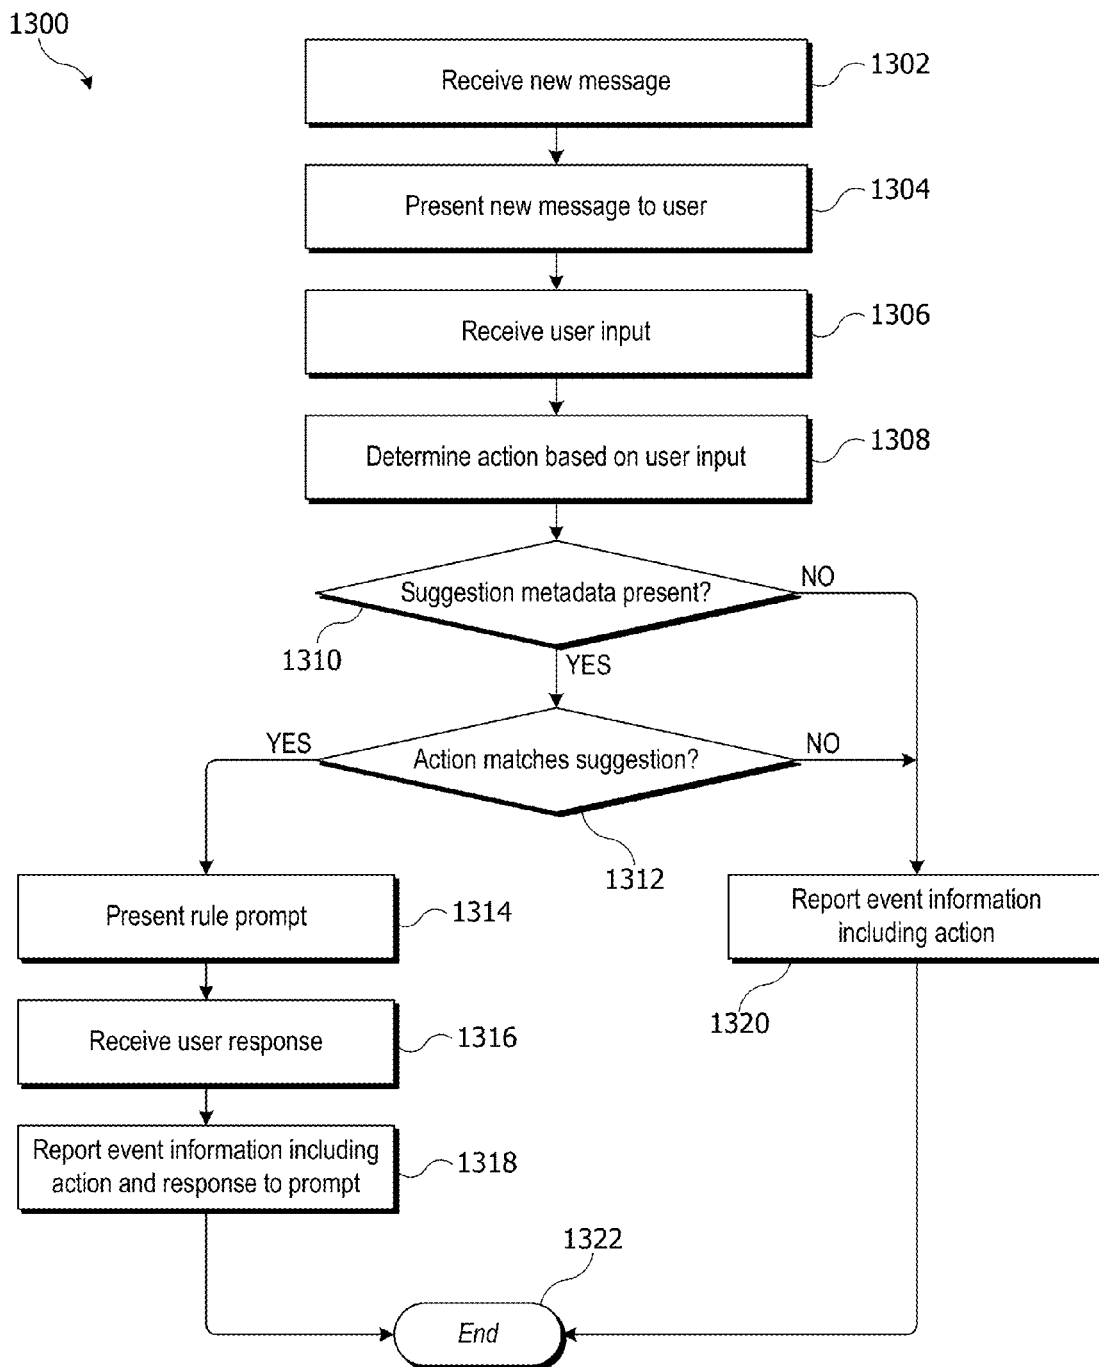 1300
Receive new message
1302
Present new message to user
1304
Receive user input
1306
Determine action based on user input
1308
Suggestion metadata present?
NO
1310
YES
Action matches suggestion?
YES
NO
1312
Present rule prompt
1314
Report event information
including action
1320
Receive user response
1316
Report event information including
action and response to prompt
1318
1322
End